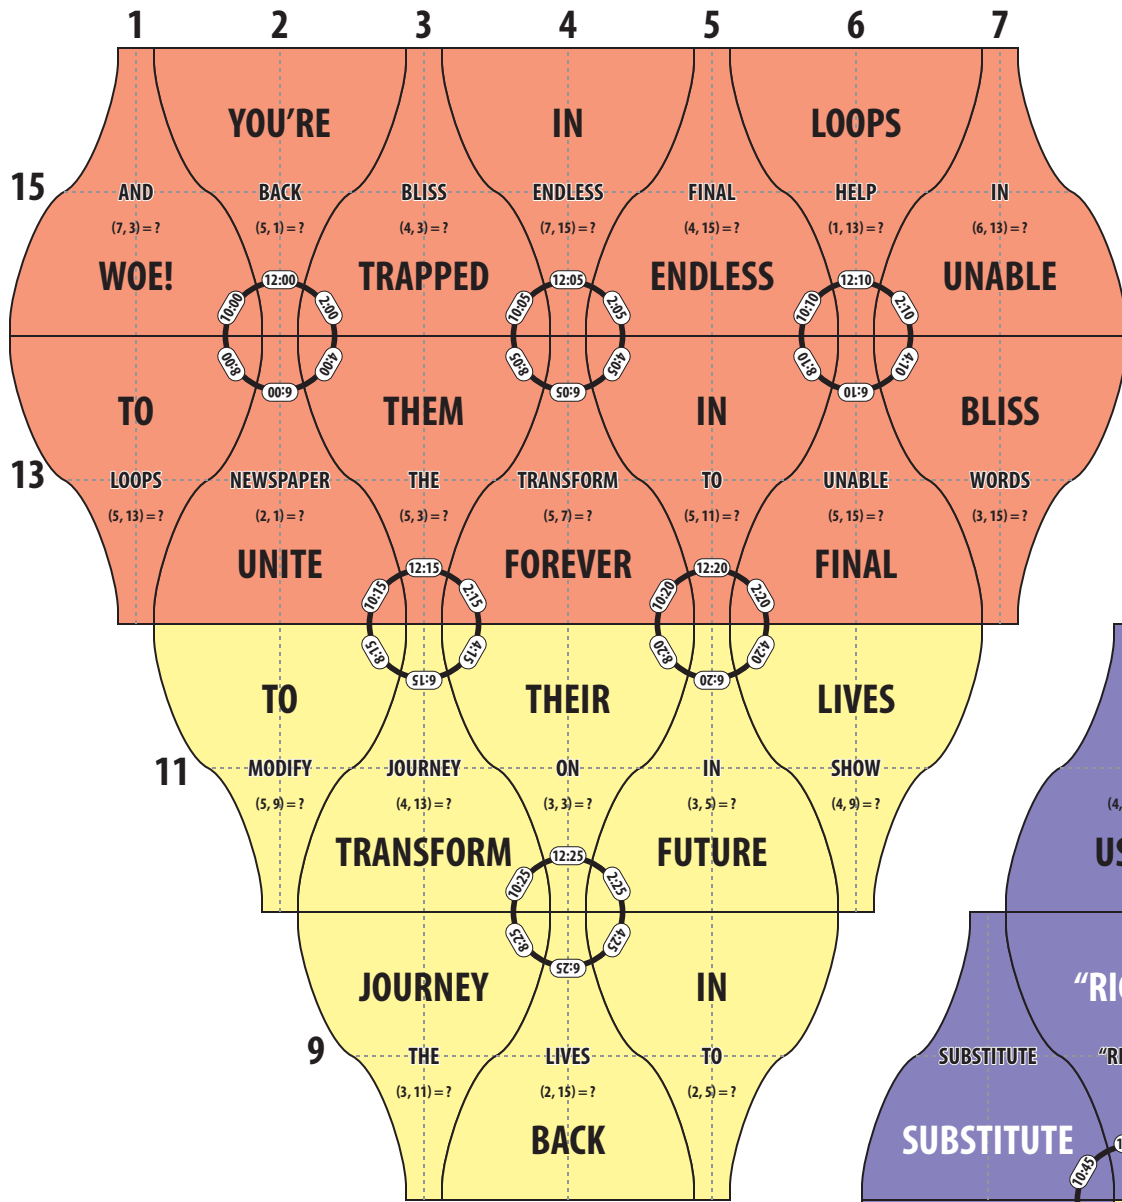 1 2 3 4 5 6 7
YOU'RE IN LOOPS
15 AND BACK BLISS ENDLESS FINAL HELP IN
(7, 3) = ? (5, 1) = ? (4, 3) = ? (7, 15) = ? (4, 15) = ? (1, 13) = ? (6, 13) = ?
WOE! TRAPPED ENDLESS UNABLE
12:00 12:05 12:10
10:00 2:00 10:05 2:05 10:10 2:10
8:00 4:00 8:05 4:05 8:10 4:10
6:00 6:05 6:10
TO THEM IN BLISS
13 LOOPS NEWSPAPER THE TRANSFORM TO UNABLE WORDS
(5, 13) = ? (2, 1) = ? (5, 3) = ? (5, 7) = ? (5, 11) = ? (5, 15) = ? (3, 15) = ?
UNITE FOREVER FINAL
12:15 12:20
10:15 2:15 10:20 2:20
8:15 4:15 8:20 4:20
6:15 6:20
TO THEIR LIVES
11 MODIFY JOURNEY ON IN SHOW
(5, 9) = ? (4, 13) = ? (3, 3) = ? (3, 5) = ? (4, 9) = ? (4,
TRANSFORM FUTURE US
12:25
10:25 2:25
8:25 4:25
6:25
JOURNEY IN "RIG
9 THE LIVES TO SUBSTITUTE "RI
(3, 11) = ? (2, 15) = ? (2, 5) = ?
BACK SUBSTITUTE
10:45